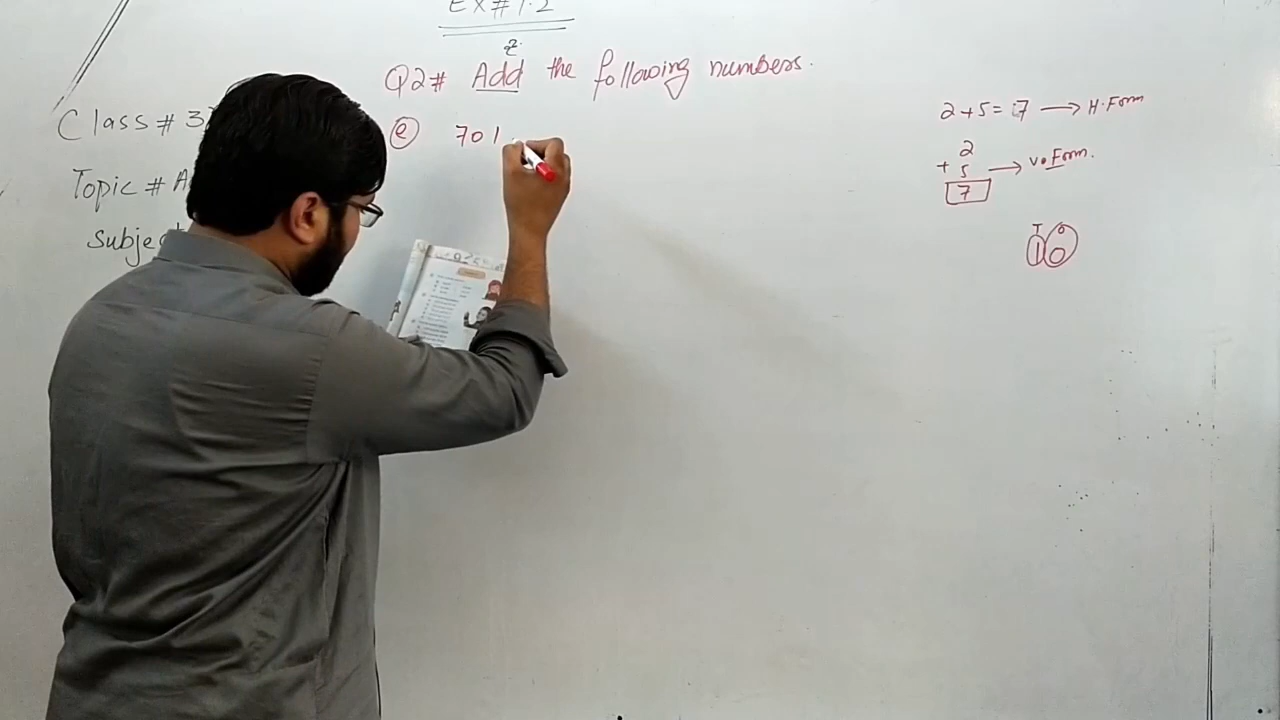 Ex# 1.2
Q2# Add the following numbers.
Class# 3
Topic # A
Subject
e 701
2+5=7 → H.Form
2
+ 5 → V.Form.
7
T o
1 0